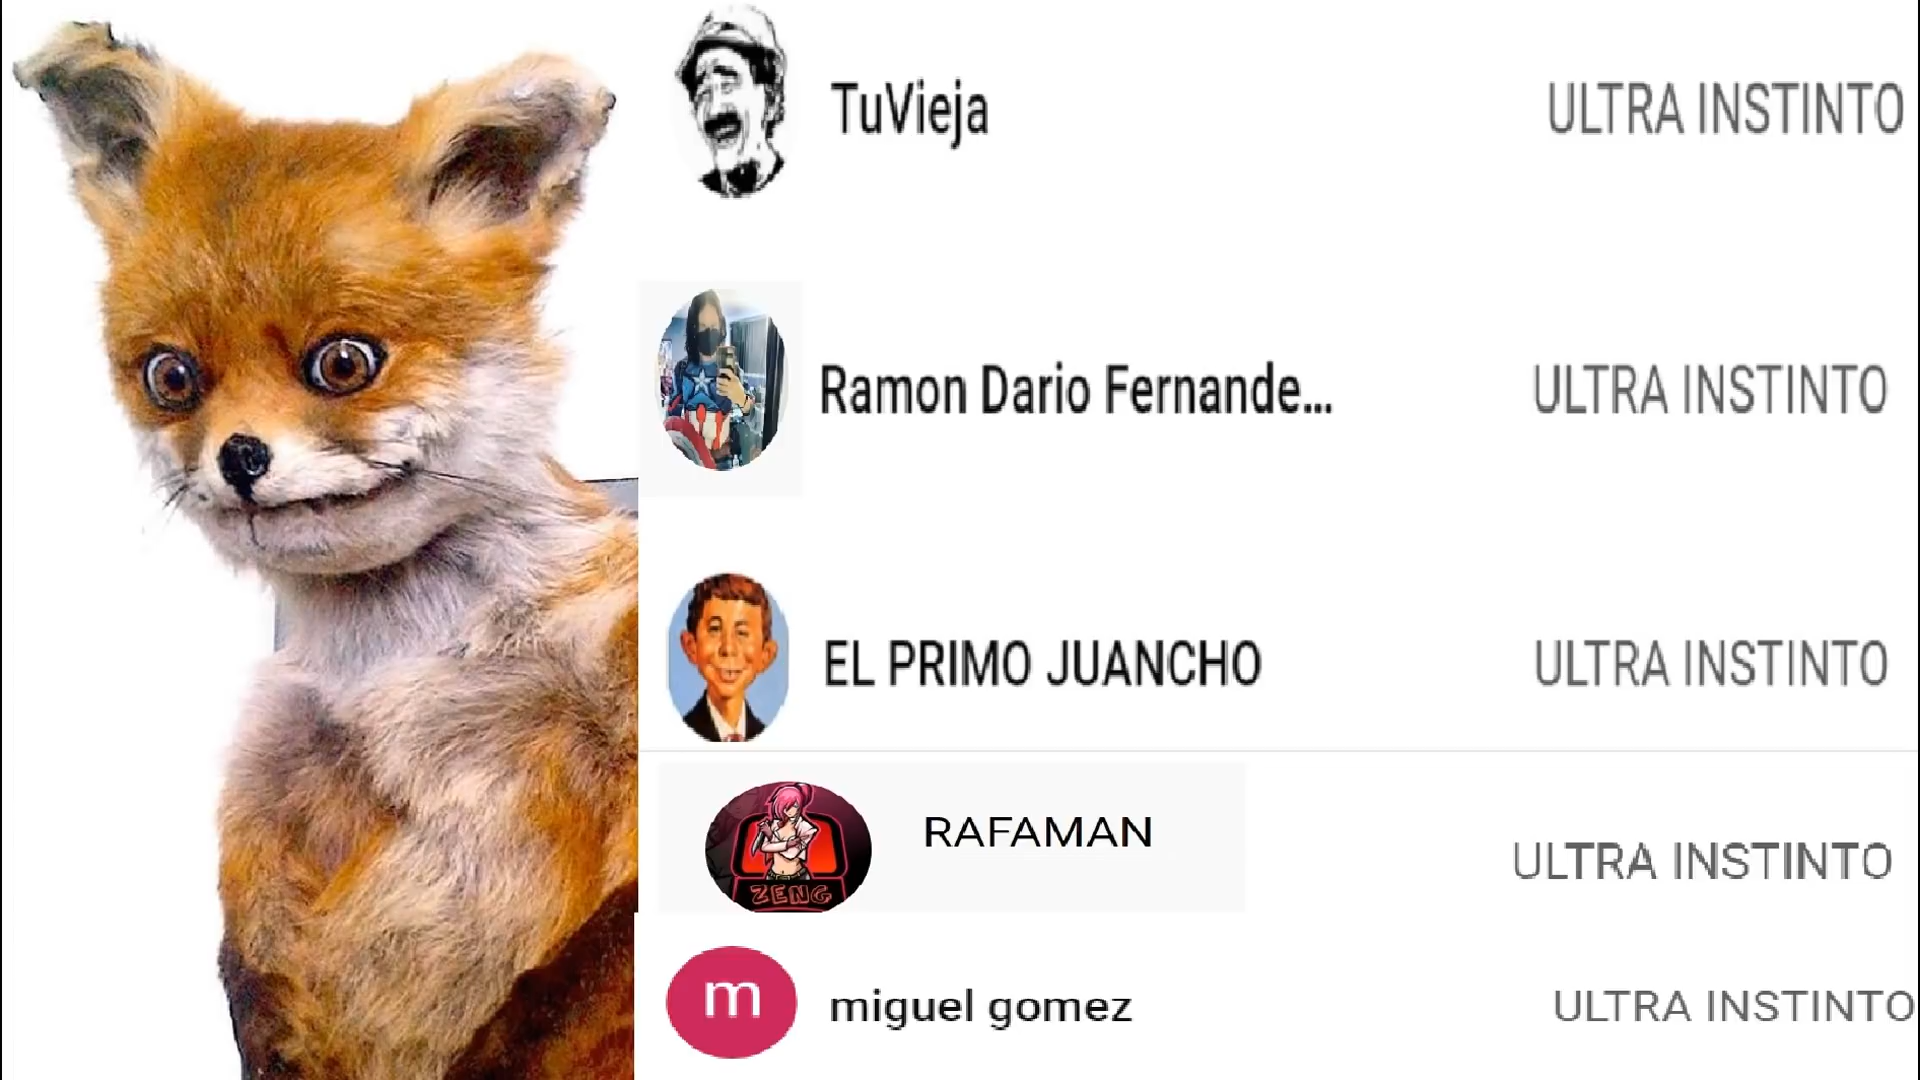 TuVieja ULTRA INSTINTO
Ramon Dario Fernande... ULTRA INSTINTO
EL PRIMO JUANCHO ULTRA INSTINTO
RAFAMAN ULTRA INSTINTO
ZENG
m miguel gomez ULTRA INSTINTO